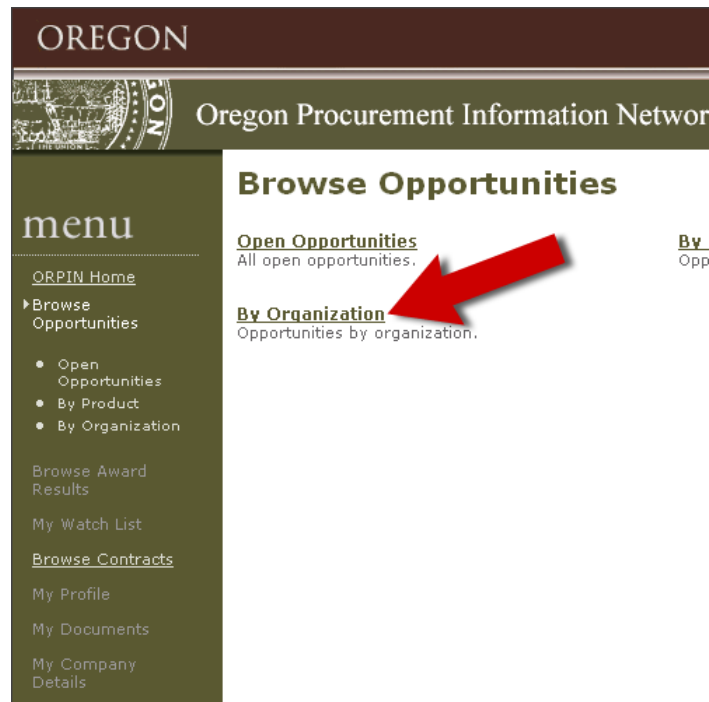 OREGON
Oregon Procurement Information Networ
menu
ORPIN Home
Browse
Opportunities
Open
Opportunities
By Product
By Organization
Browse Award
Results
My Watch List
Browse Contracts
My Profile
My Documents
My Company
Details
Browse Opportunities
Open Opportunities
All open opportunities.
By
Opp
By Organization
Opportunities by organization.